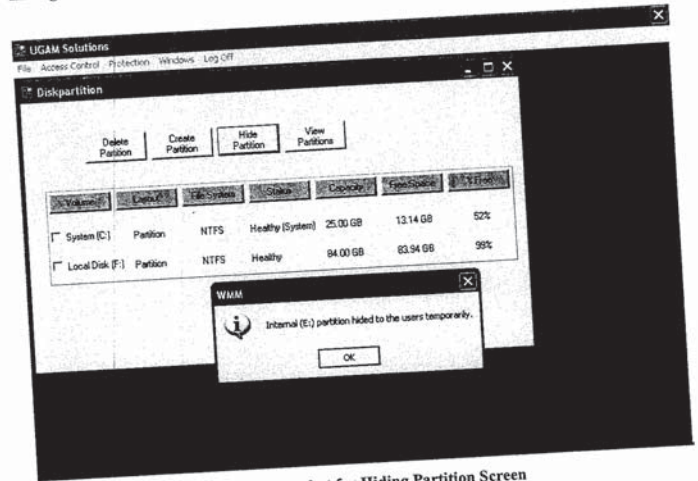 UGAM Solutions
File Access Control Protection Windows Log Off
Diskpartition
Delete Partition Create Partition Hide Partition View Partitions
Volume Layout File System Status Capacity Free Space % Free
System (C:) Partition NTFS Healthy (System) 25.00 GB 13.14 GB 52%
Local Disk (F:) Partition NTFS Healthy 84.00 GB 83.94 GB 99%
WMM
Internal (E:) partition hided to the users temporarily.
OK
for Hiding Partition Screen